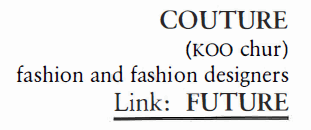 COUTURE
(KOO chur)
fashion and fashion designers
Link: FUTURE